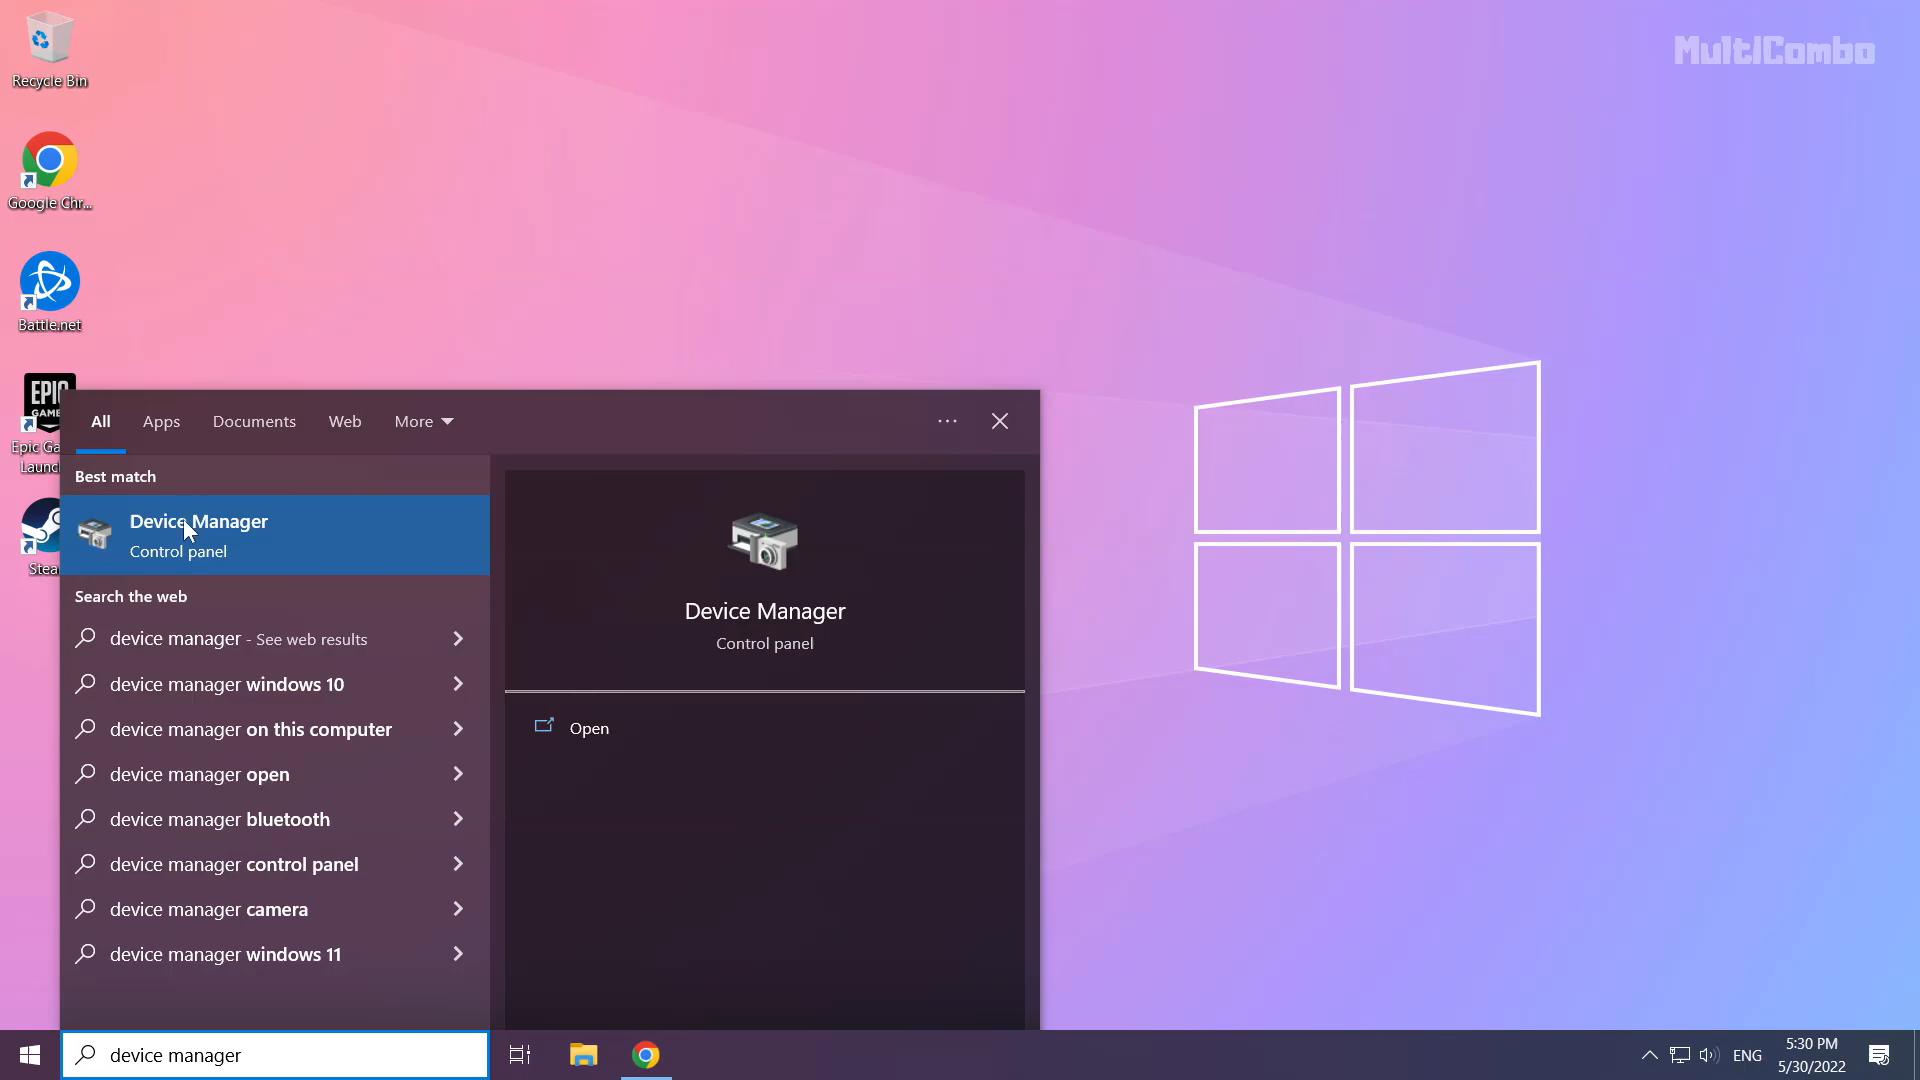 Recycle Bin
MultiCombo
Google Chr...
Battle.net
EPIC
GAM
Epic Ga
Launc
Stea
All Apps Documents Web More
Best match
Device Manager
Control panel
Search the web
device manager - See web results
device manager windows 10
device manager on this computer
device manager open
device manager bluetooth
device manager control panel
device manager camera
device manager windows 11
Device Manager
Control panel
Open
device manager
ENG
5:30 PM
5/30/2022